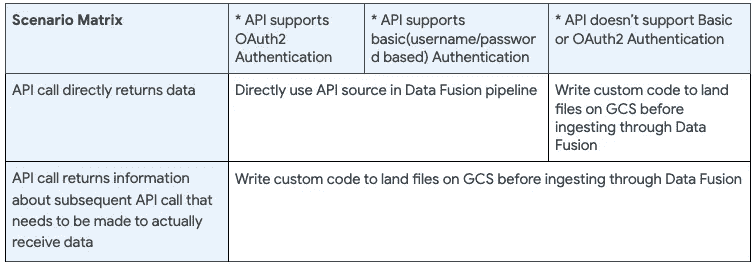 Scenario Matrix
* API supports
OAuth2
Authentication
* API supports
basic(username/passwor
d based) Authentication
* API doesn't support Basic
or OAuth2 Authentication
API call directly returns data
Directly use API source in Data Fusion pipeline
Write custom code to land
files on GCS before
ingesting through Data
Fusion
API call returns information
about subsequent API call that
needs to be made to actually
receive data
Write custom code to land files on GCS before ingesting through Data Fusion